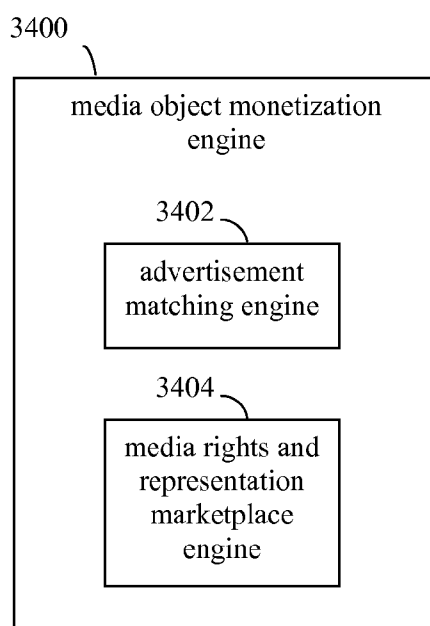 3400
media object monetization
engine
3402
advertisement
matching engine
3404
media rights and
representation
marketplace
engine